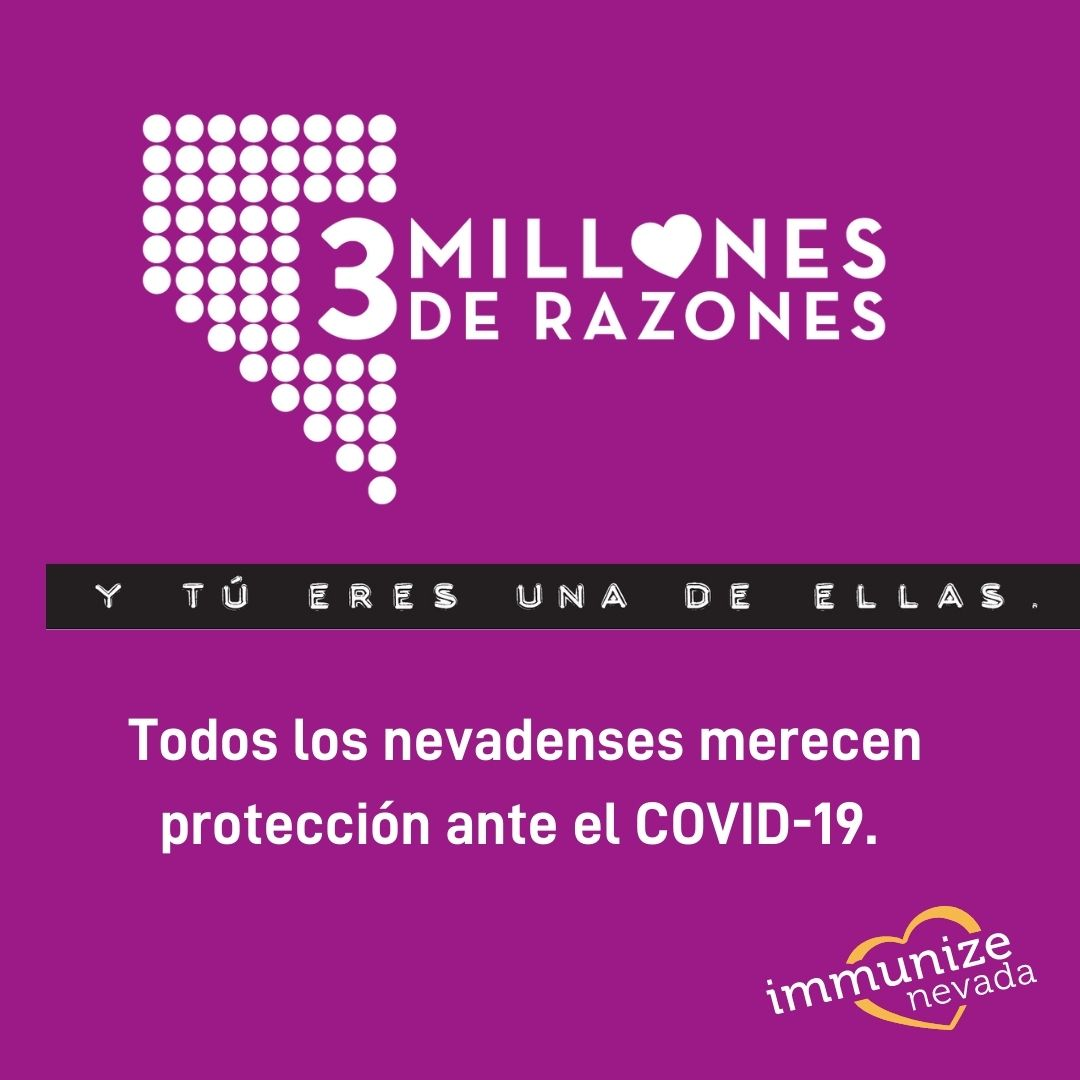 3 MILLONES
DE RAZONES
Y TÚ ERES UNA DE ELLAS.
Todos los nevadenses merecen
protección ante el COVID-19.
immunize
nevada